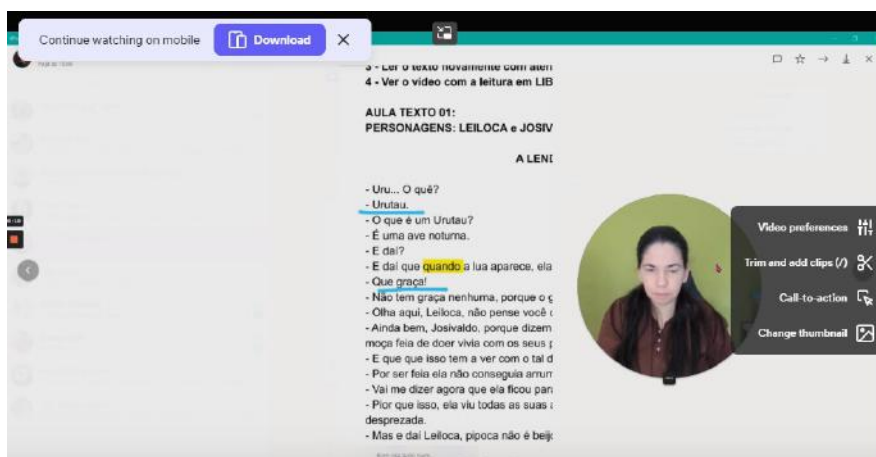 Continue watching on mobile
Download
3 - Ler o texto novamente com aten
4 - Ver o vídeo com a leitura em LIB
AULA TEXTO 01:
PERSONAGENS: LEILOCA e JOSIV
A LEND
- Uru... O quê?
- Urutau.
- O que é um Urutau?
- É uma ave noturna.
- E daí?
- E daí que quando a lua aparece, ela
- Que graça!
- Não tem graça nenhuma, porque o g
- Olha aqui, Leiloca, não pense você
- Ainda bem, Josivaldo, porque dizem
moça feia de doer vivia com os seus p
- E que que isso tem a ver com o tal d
- Por ser feia ela não conseguia arrum
- Vai me dizer agora que ela ficou par
- Pior que isso, ela viu todas as suas a
desprezada.
- Mas e daí Leiloca, pipoca não é beij
Video preferences
Trim and add clips (/)
Call-to-action
Change thumbnail